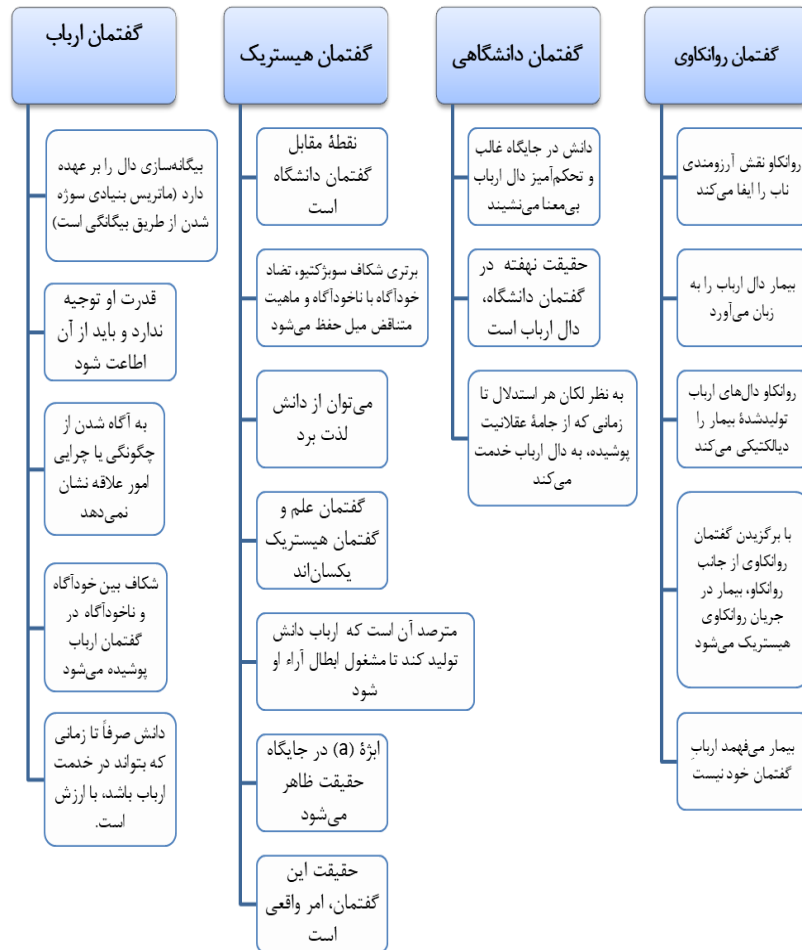 گفتمان روانکاوی
روانکاو نقش آرزومندی
ناب را ایفا می‌کند
بیمار دال ارباب را به
زبان می‌آورد
روانکاو دال‌های ارباب
تولیدشدهٔ بیمار را
دیالکتیکی می‌کند
با برگزیدن گفتمان
روانکاوی از جانب
روانکاو، بیمار در
جریان روانکاوی
هیستریک می‌شود
بیمار می‌فهمد اربابِ
گفتمان خود نیست
گفتمان دانشگاهی
دانش در جایگاه غالب
و تحکم‌آمیز دال ارباب
بی‌معنا می‌نشیند
حقیقت نهفته در
گفتمان دانشگاه،
دال ارباب است
به نظر لکان هر استدلال تا
زمانی که از جامهٔ عقلانیت
پوشیده، به دال ارباب خدمت
می‌کند
گفتمان هیستریک
نقطهٔ مقابل
گفتمان دانشگاه
است
برتری شکاف سوبژکتیو، تضاد
خودآگاه با ناخودآگاه و ماهیت
متناقض میل حفظ می‌شود
می‌توان از دانش
لذت برد
گفتمان علم و
گفتمان هیستریک
یکسان‌اند
مترصد آن است که ارباب دانش
تولید کند تا مشغول ابطال آراء او
شود
ابژهٔ (a) در جایگاه
حقیقت ظاهر
می‌شود
حقیقت این
گفتمان، امر واقعی
است
گفتمان ارباب
بیگانه‌سازی دال را بر عهده
دارد (ماتریس بنیادی سوژه
شدن از طریق بیگانگی است)
قدرت او توجیه
ندارد و باید از آن
اطاعت شود
به آگاه شدن از
چگونگی یا چرایی
امور علاقه نشان
نمی‌دهد
شکاف بین خودآگاه
و ناخودآگاه در
گفتمان ارباب
پوشیده می‌شود
دانش صرفاً تا زمانی
که بتواند در خدمت
ارباب باشد، با ارزش
است.